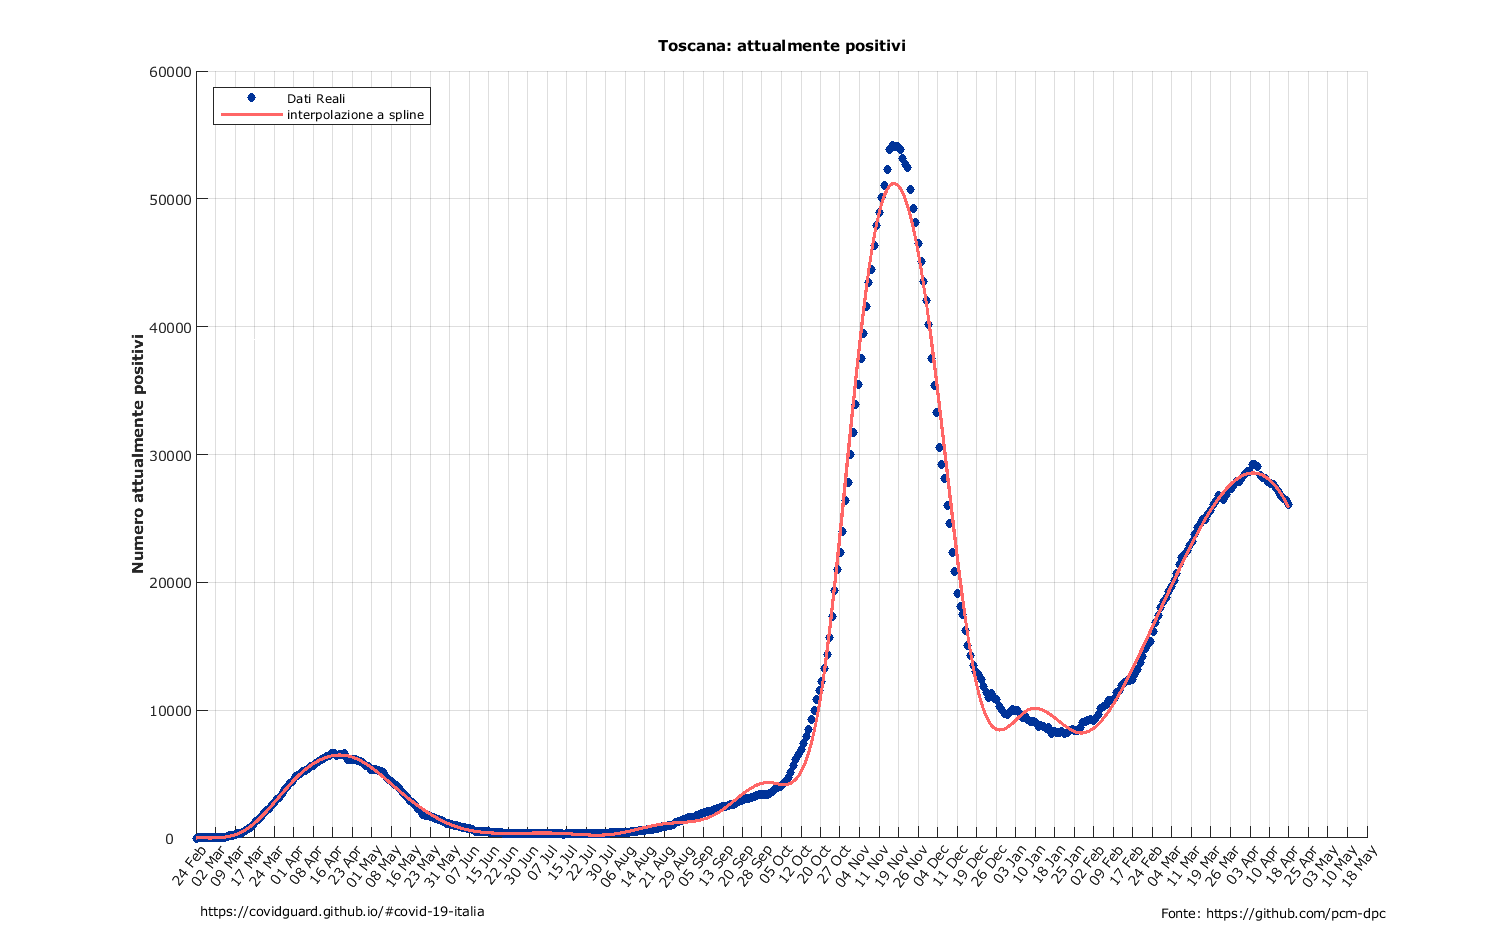 Toscana: attualmente positivi
Dati Reali
interpolazione a spline
Numero attualmente positivi
60000
50000
40000
30000
20000
10000
0
24 Feb
02 Mar
09 Mar
17 Mar
24 Mar
01 Apr
08 Apr
16 Apr
23 Apr
01 May
08 May
16 May
23 May
31 May
07 Jun
15 Jun
22 Jun
30 Jun
07 Jul
15 Jul
22 Jul
30 Jul
06 Aug
14 Aug
21 Aug
29 Aug
05 Sep
13 Sep
20 Sep
28 Sep
05 Oct
12 Oct
20 Oct
27 Oct
04 Nov
11 Nov
19 Nov
26 Nov
04 Dec
11 Dec
19 Dec
26 Dec
03 Jan
10 Jan
18 Jan
25 Jan
02 Feb
09 Feb
17 Feb
24 Feb
04 Mar
11 Mar
19 Mar
26 Mar
03 Apr
10 Apr
18 Apr
25 Apr
03 May
10 May
18 May
https://covidguard.github.io/#covid-19-italia
Fonte: https://github.com/pcm-dpc